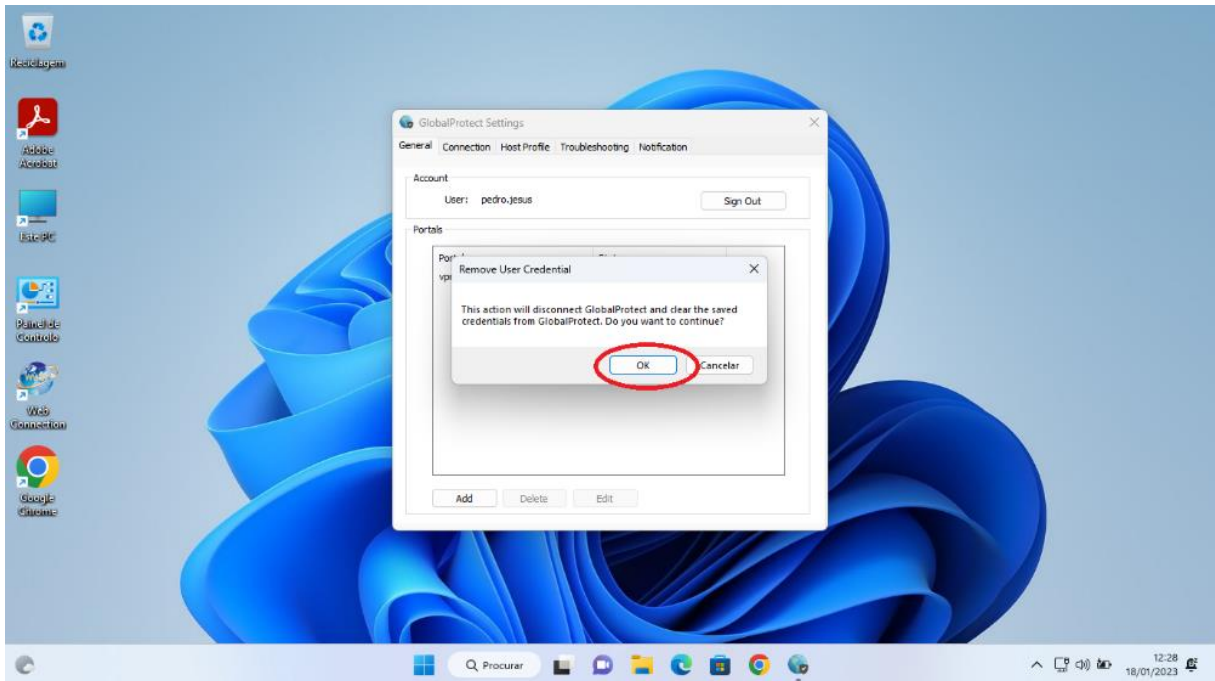 Reciclagem
Adobe
Acrobat
Este PC
Painel de
Controlo
Web
Connection
Google
Chrome
GlobalProtect Settings
General Connection Host Profile Troubleshooting Notification
Account
User: pedro.jesus
Sign Out
Portals
Remove User Credential
This action will disconnect GlobalProtect and clear the saved
credentials from GlobalProtect. Do you want to continue?
OK Cancelar
Add Delete Edit
Procurar
12:28
18/01/2023